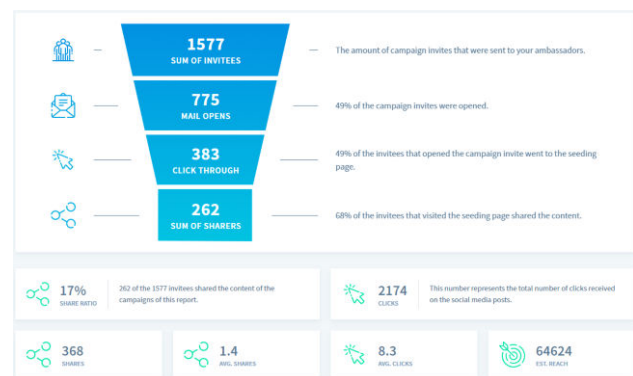 1577
SUM OF INVITEES
The amount of campaign invites that were sent to your ambassadors.
775
MAIL OPENS
49% of the campaign invites were opened.
383
CLICK THROUGH
49% of the invitees that opened the campaign invite went to the seeding
page.
262
SUM OF SHARERS
68% of the invitees that visited the seeding page shared the content.
17%
SHARE RATIO
262 of the 1577 invitees shared the content of the
campaigns of this report.
2174
CLICKS
This number represents the total number of clicks received
on the social media posts.
368
SHARES
1.4
AVG. SHARES
8.3
AVG. CLICKS
64624
EST. REACH